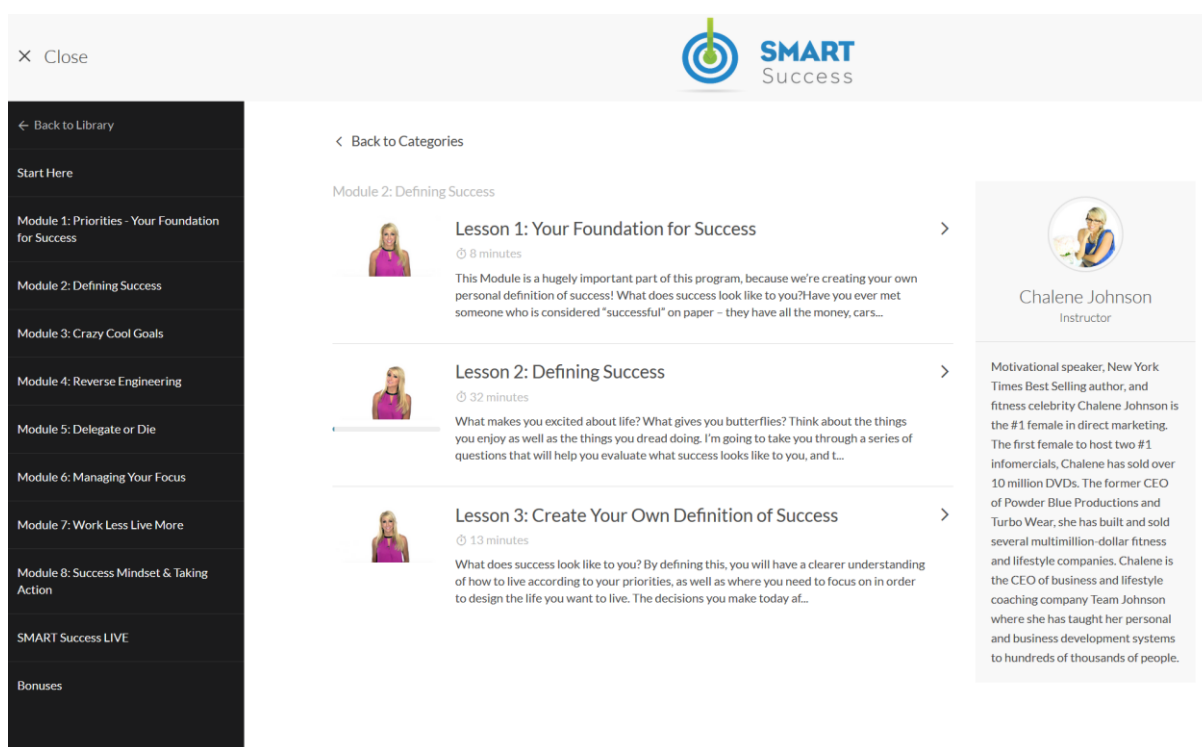 × Close
SMART
Success
← Back to Library
Start Here
Module 1: Priorities - Your Foundation
for Success
Module 2: Defining Success
Module 3: Crazy Cool Goals
Module 4: Reverse Engineering
Module 5: Delegate or Die
Module 6: Managing Your Focus
Module 7: Work Less Live More
Module 8: Success Mindset & Taking
Action
SMART Success LIVE
Bonuses
< Back to Categories
Module 2: Defining Success
Lesson 1: Your Foundation for Success
8 minutes
This Module is a hugely important part of this program, because we’re creating your own
personal definition of success! What does success look like to you?Have you ever met
someone who is considered “successful” on paper – they have all the money, cars...
Lesson 2: Defining Success
32 minutes
What makes you excited about life? What gives you butterflies? Think about the things
you enjoy as well as the things you dread doing. I’m going to take you through a series of
questions that will help you evaluate what success looks like to you, and t...
Lesson 3: Create Your Own Definition of Success
13 minutes
What does success look like to you? By defining this, you will have a clearer understanding
of how to live according to your priorities, as well as where you need to focus on in order
to design the life you want to live. The decisions you make today af...
Chalene Johnson
Instructor
Motivational speaker, New York
Times Best Selling author, and
fitness celebrity Chalene Johnson is
the #1 female in direct marketing.
The first female to host two #1
infomercials, Chalene has sold over
10 million DVDs. The former CEO
of Powder Blue Productions and
Turbo Wear, she has built and sold
several multimillion-dollar fitness
and lifestyle companies. Chalene is
the CEO of business and lifestyle
coaching company Team Johnson
where she has taught her personal
and business development systems
to hundreds of thousands of people.